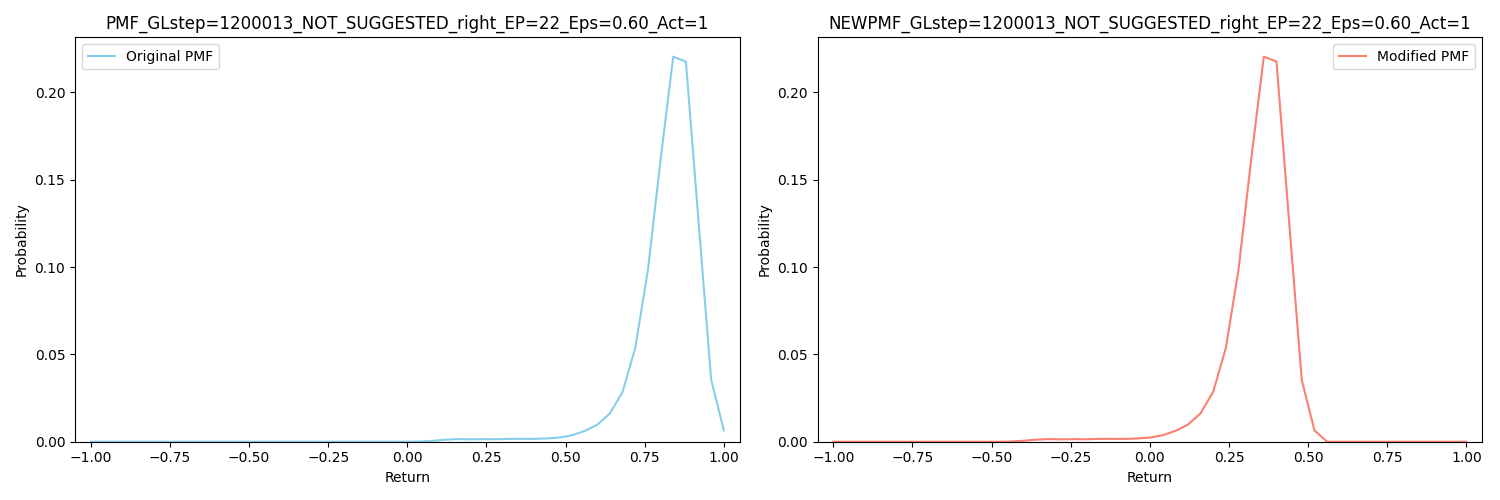 PMF_GLstep=1200013_NOT_SUGGESTED_right_EP=22_Eps=0.60_Act=1
Original PMF
0.20
0.15
0.10
0.05
0.00
Probability
−1.00 −0.75 −0.50 −0.25 0.00 0.25 0.50 0.75 1.00
Return
NEWPMF_GLstep=1200013_NOT_SUGGESTED_right_EP=22_Eps=0.60_Act=1
Modified PMF
0.20
0.15
0.10
0.05
0.00
Probability
−1.00 −0.75 −0.50 −0.25 0.00 0.25 0.50 0.75 1.00
Return